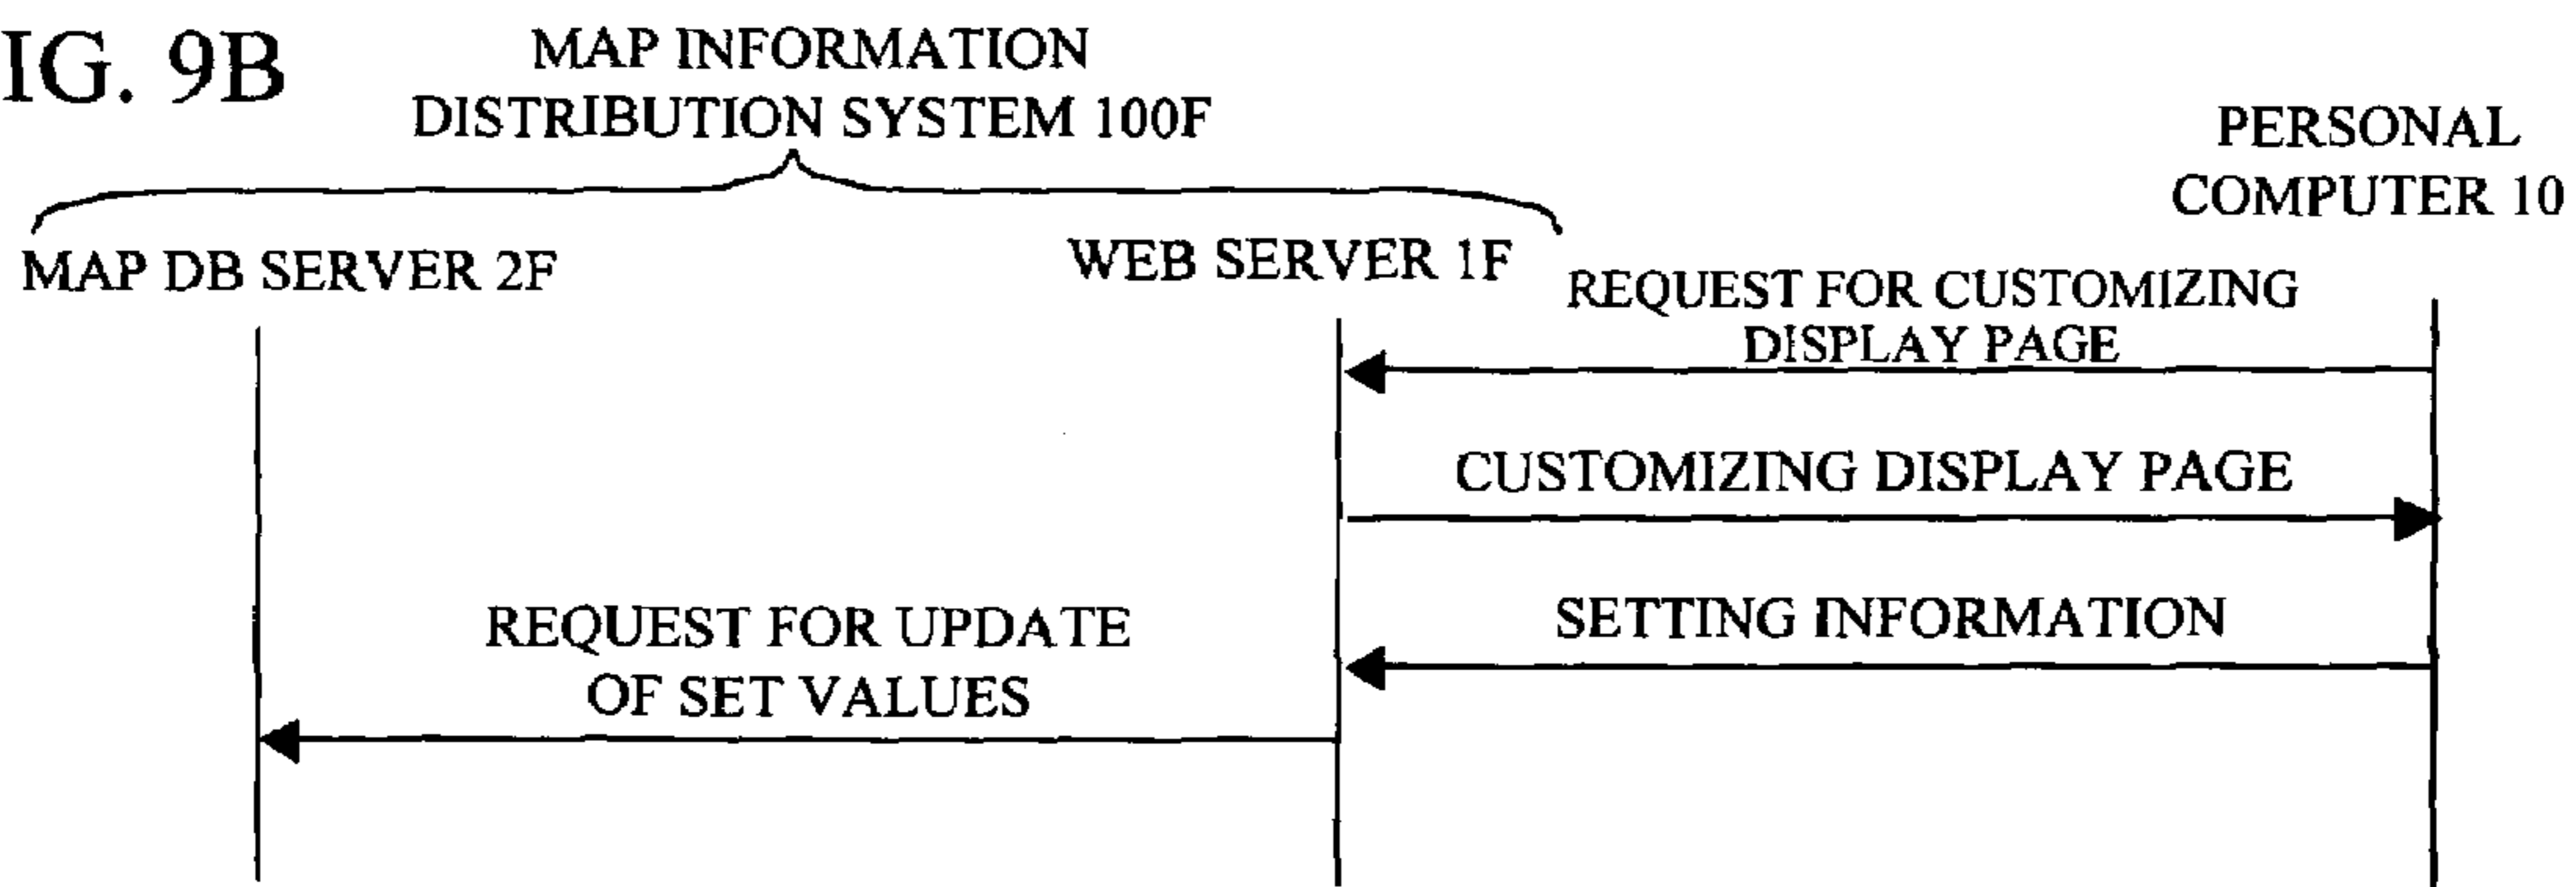 IG. 9B
MAP INFORMATION
DISTRIBUTION SYSTEM 100F
PERSONAL
COMPUTER 10
MAP DB SERVER 2F
WEB SERVER 1F
REQUEST FOR CUSTOMIZING
DISPLAY PAGE
CUSTOMIZING DISPLAY PAGE
SETTING INFORMATION
REQUEST FOR UPDATE
OF SET VALUES